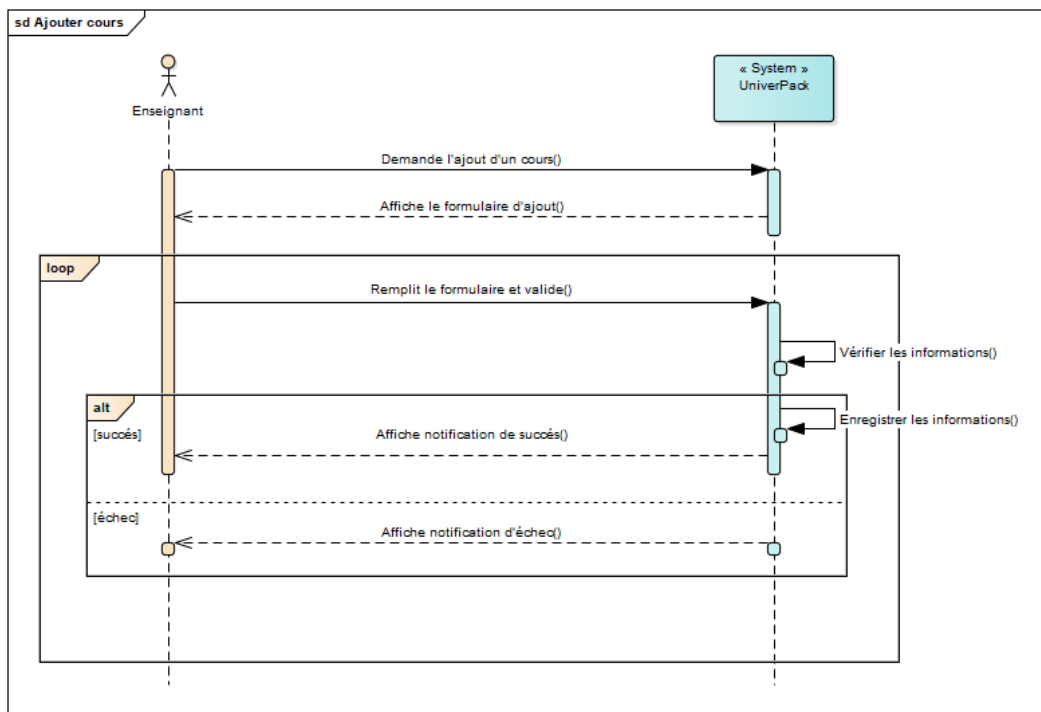 sd Ajouter cours
« System »
UniverPack
Enseignant
Demande l'ajout d'un cours()
Affiche le formulaire d'ajout()
loop
Remplit le formulaire et valide()
Vérifier les informations()
alt
Enregistrer les informations()
[succés]
Affiche notification de succés()
[échec]
Affiche notification d'échec()